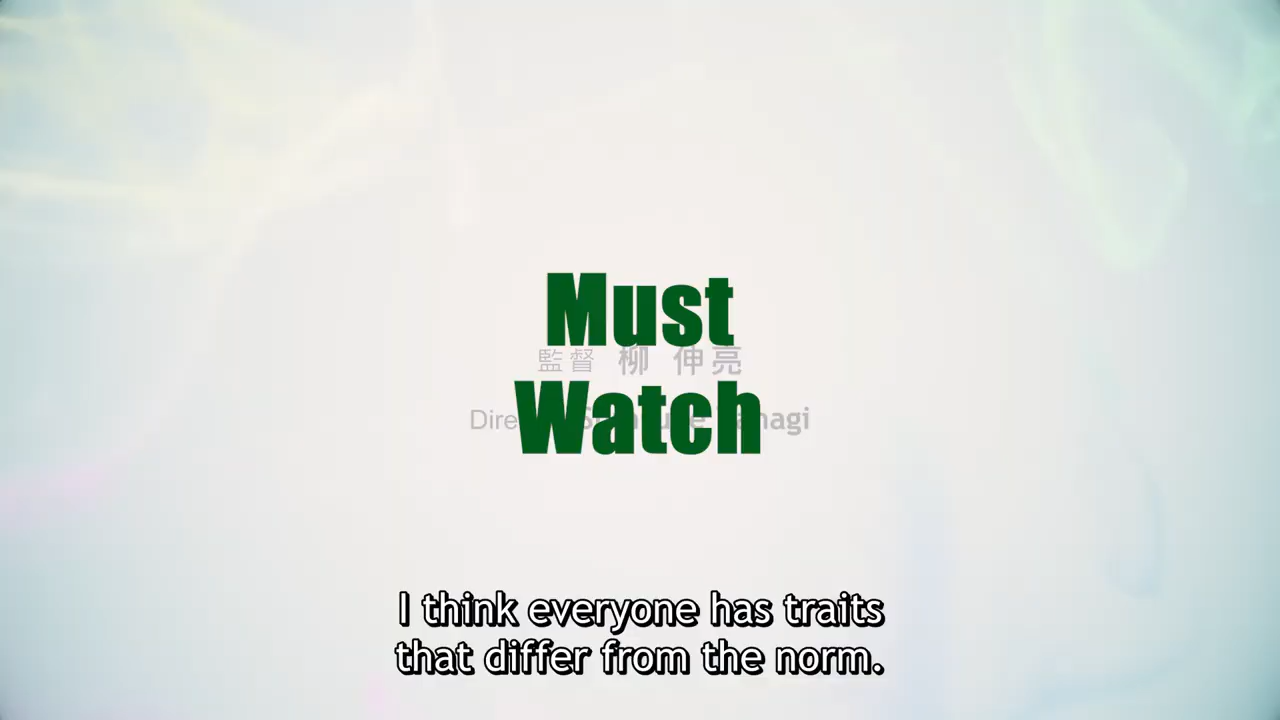 Must
監督 柳 伸亮
Watch
I think everyone has traits
that differ from the norm.